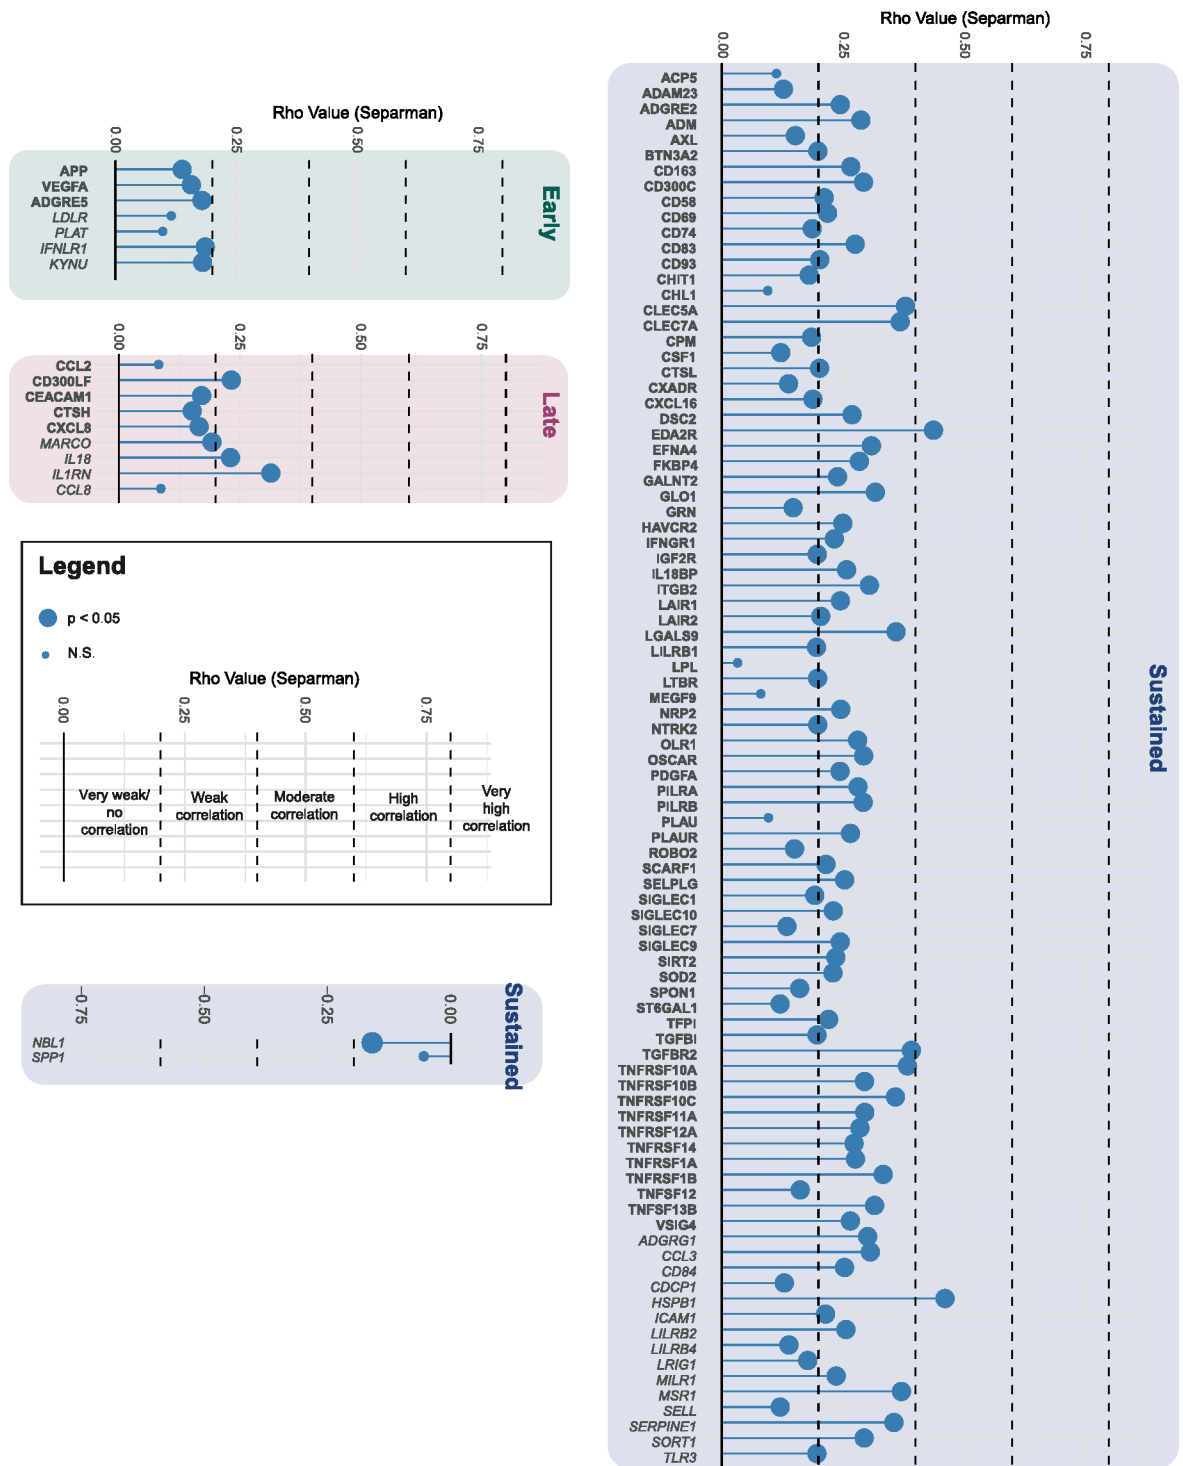 Rho Value (Separman)
0.00
0.25
0.50
0.75
APP
VEGFA
ADGRE5
LDLR
PLAT
IFNLR1
KYNU
Early
0.00
0.25
0.50
0.75
CCL2
CD300LF
CEACAM1
CTSH
CXCL8
MARCO
IL18
IL1RN
CCL8
Late
Legend
p < 0.05
N.S.
Rho Value (Separman)
0.00
0.25
0.50
0.75
Very weak/
no
correlation
Weak
correlation
Moderate
correlation
High
correlation
Very
high
correlation
-0.75
-0.50
-0.25
0.00
NBL1
SPP1
Sustained
Rho Value (Separman)
0.00
0.25
0.50
0.75
ACP5
ADAM23
ADGRE2
ADM
AXL
BTN3A2
CD163
CD300C
CD58
CD69
CD74
CD83
CD93
CHIT1
CHL1
CLEC5A
CLEC7A
CPM
CSF1
CTSL
CXADR
CXCL16
DSC2
EDA2R
EFNA4
FKBP4
GALNT2
GLO1
GRN
HAVCR2
IFNGR1
IGF2R
IL18BP
ITGB2
LAIR1
LAIR2
LGALS9
LILRB1
LPL
LTBR
MEGF9
NRP2
NTRK2
OLR1
OSCAR
PDGFA
PILRA
PILRB
PLAU
PLAUR
ROBO2
SCARF1
SELPLG
SIGLEC1
SIGLEC10
SIGLEC7
SIGLEC9
SIRT2
SOD2
SPON1
ST6GAL1
TFPI
TGFBI
TGFBR2
TNFRSF10A
TNFRSF10B
TNFRSF10C
TNFRSF11A
TNFRSF12A
TNFRSF14
TNFRSF1A
TNFRSF1B
TNFSF12
TNFSF13B
VSIG4
ADGRG1
CCL3
CD84
CDCP1
HSPB1
ICAM1
LILRB2
LILRB4
LRIG1
MILR1
MSR1
SELL
SERPINE1
SORT1
TLR3
Sustained